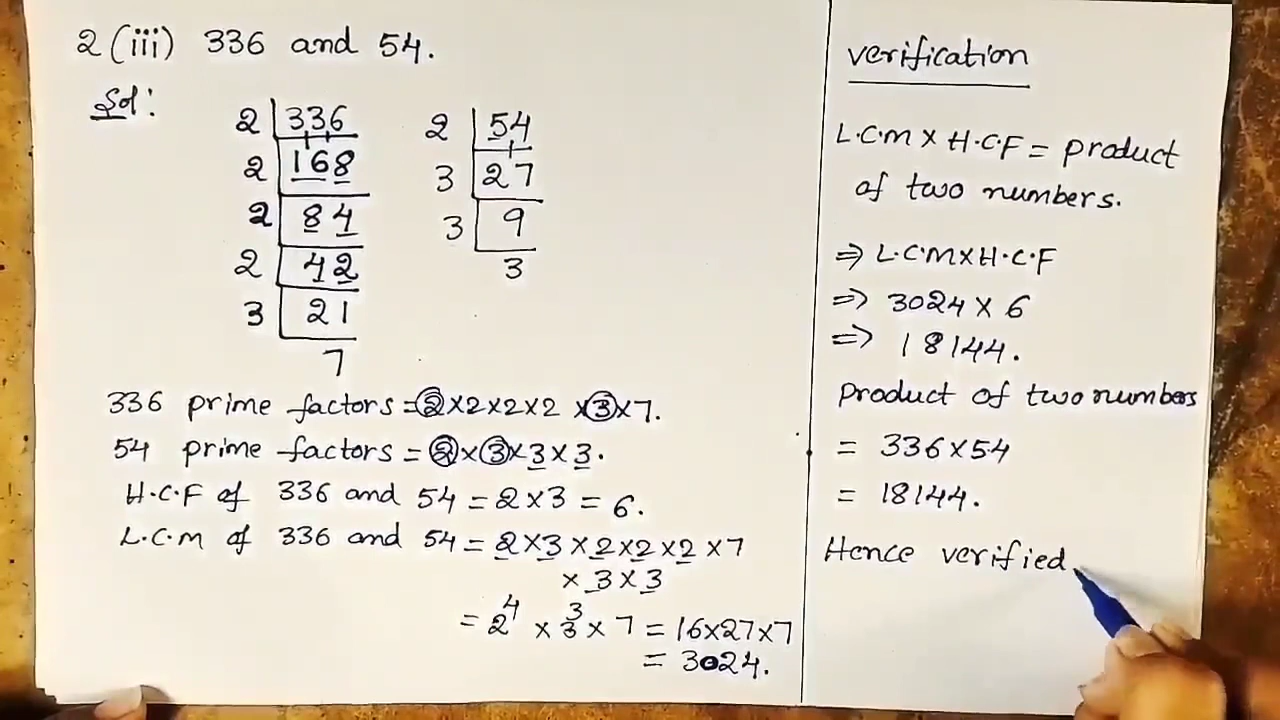 2 (iii) 336 and 54.
Sol:
2 | 336
2 | 168
2 | 84
2 | 42
3 | 21
7
2 | 54
3 | 27
3 | 9
3
336 prime factors = 2×2×2×2 ×3×7.
54 prime factors = 2×3×3×3.
H.C.F of 336 and 54 = 2×3 = 6.
L.C.M of 336 and 54 = 2×3×2×2×2×7
×3×3
= 2⁴ × 3³ × 7 = 16×27×7
= 3024.
verification
L.C.M × H.C.F = product
of two numbers.
⇒ L.C.M×H.C.F
⇒ 3024 × 6
⇒ 18144.
product of two numbers
= 336×54
= 18144.
Hence verified